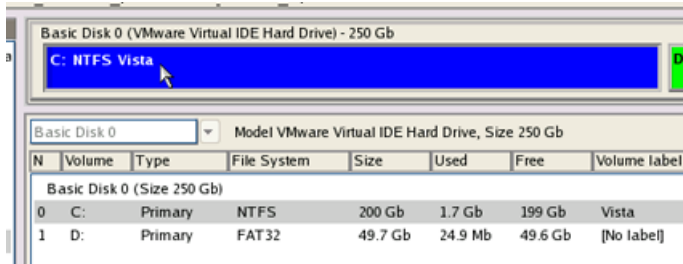 Basic Disk 0 (VMware Virtual IDE Hard Drive) - 250 Gb
C: NTFS Vista D
Basic Disk 0 Model VMware Virtual IDE Hard Drive, Size 250 Gb
N Volume Type File System Size Used Free Volume label
Basic Disk 0 (Size 250 Gb)
0 C: Primary NTFS 200 Gb 1.7 Gb 199 Gb Vista
1 D: Primary FAT32 49.7 Gb 24.9 Mb 49.6 Gb [No label]